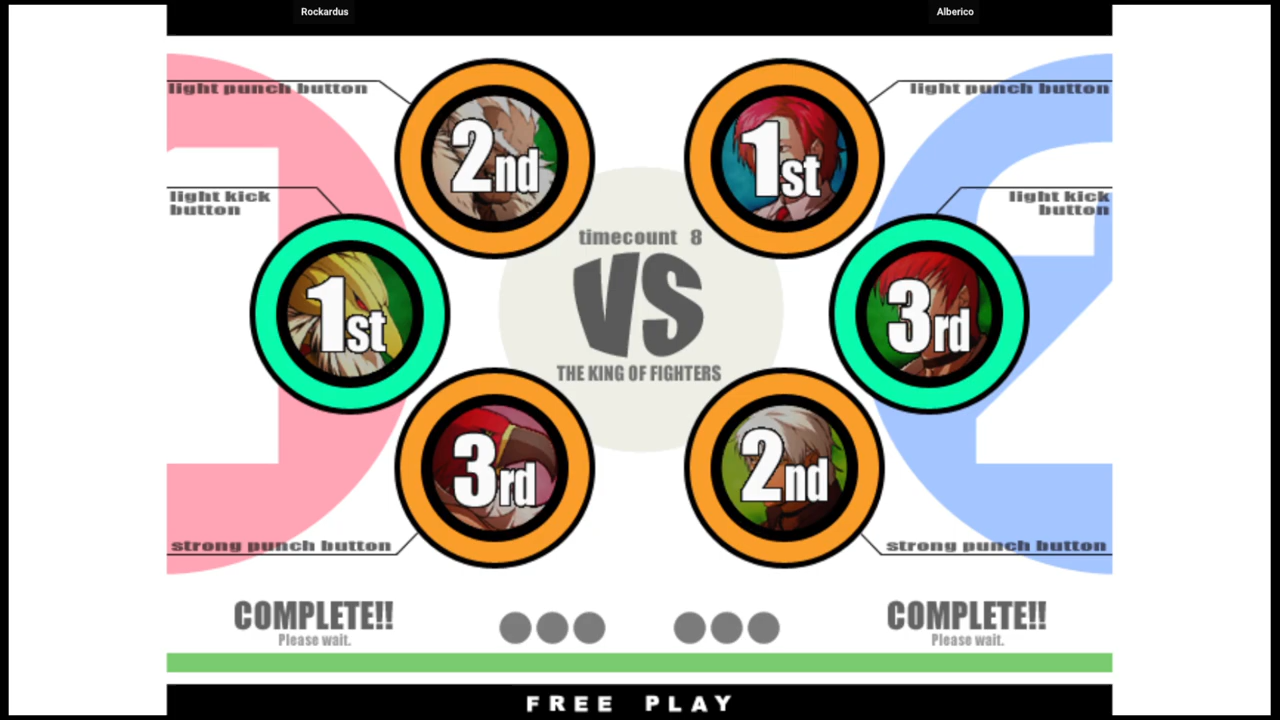 Rockardus
Alberico
light punch button
light punch button
2nd
1st
light kick
button
light kick
button
timecount 8
VS
THE KING OF FIGHTERS
1st
3rd
3rd
2nd
1
2
strong punch button
strong punch button
COMPLETE!!
Please wait.
COMPLETE!!
Please wait.
FREE PLAY